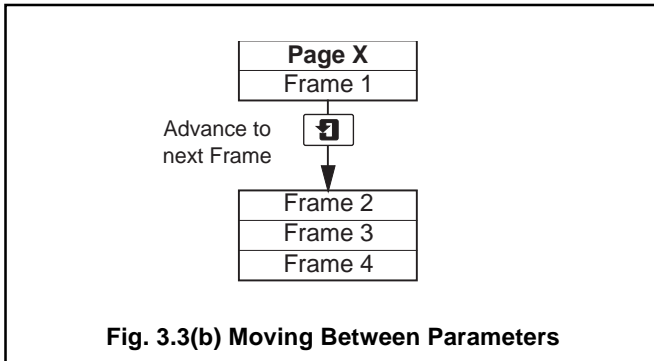 Page X
Frame 1
Advance to
next Frame
Frame 2
Frame 3
Frame 4
Fig. 3.3(b) Moving Between Parameters